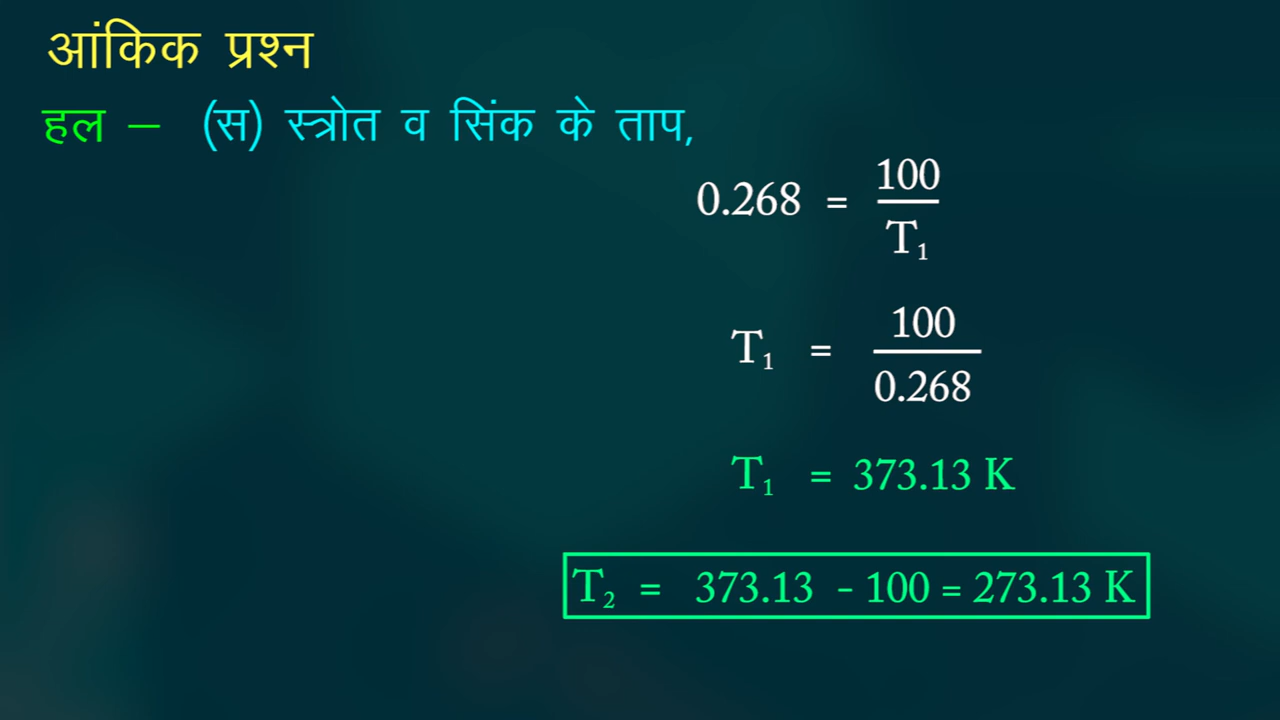 आंकिक प्रश्न
हल – (स) स्त्रोत व सिंक के ताप,
0.268 = 100/T₁
T₁ = 100/0.268
T₁ = 373.13 K
T₂ = 373.13 - 100 = 273.13 K